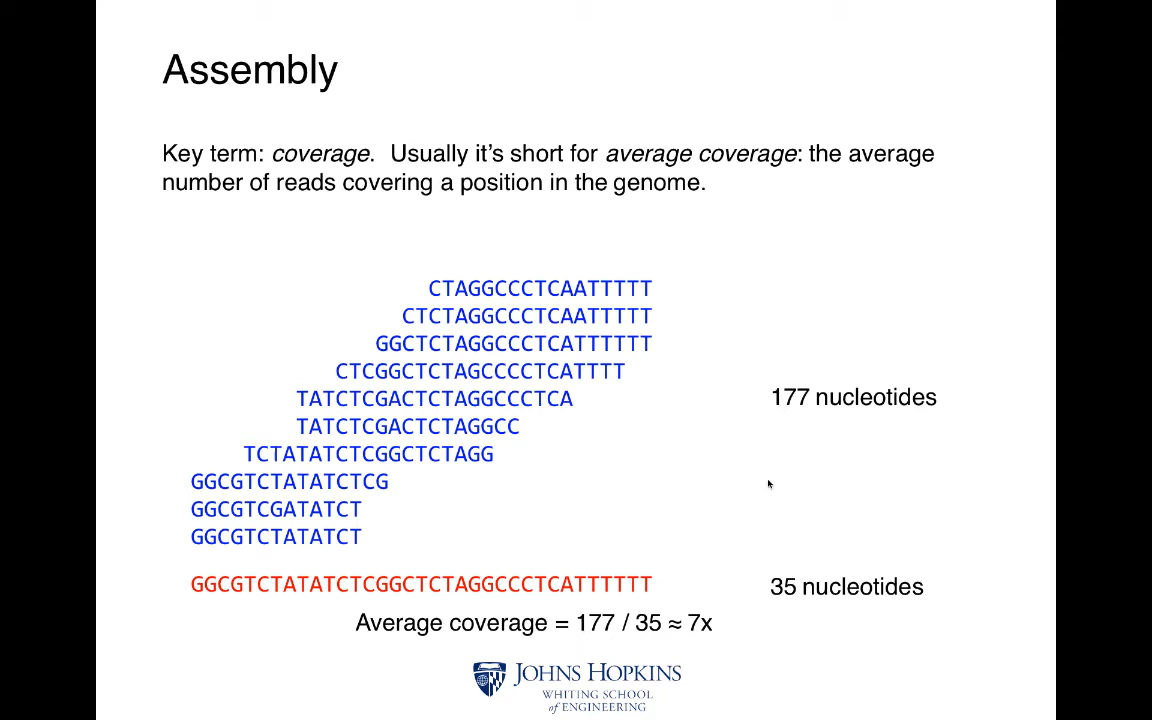 Assembly
Key term: coverage. Usually it's short for average coverage: the average
number of reads covering a position in the genome.
CTAGGCCCTCAATTTTT
CTCTAGGCCCTCAATTTTT
GGCTCTAGGCCCTCATTTTTT
CTCGGCTCTAGCCCCTCATTTT
TATCTCGACTCTAGGCCCTCA
177 nucleotides
TATCTCGACTCTAGGCC
TCTATATCTCGGCTCTAGG
GGCGTCTATATCTCG
GGCGTCGATATCT
GGCGTCTATATCT
GGCGTCTATATCTCGGCTCTAGGCCCTCATTTTTT
35 nucleotides
Average coverage = 177 / 35 ≈ 7x
JOHNS HOPKINS
WHITING SCHOOL
of ENGINEERING